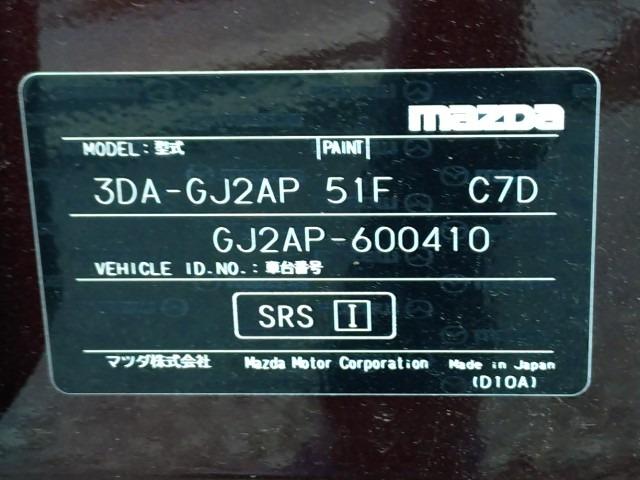 mazda
MODEL: 型式 PAINT
3DA-GJ2AP 51F C7D
GJ2AP-600410
VEHICLE ID.NO.: 車台番号
SRS I
マツダ株式会社 Mazda Motor Corporation Made in Japan
(D10A)